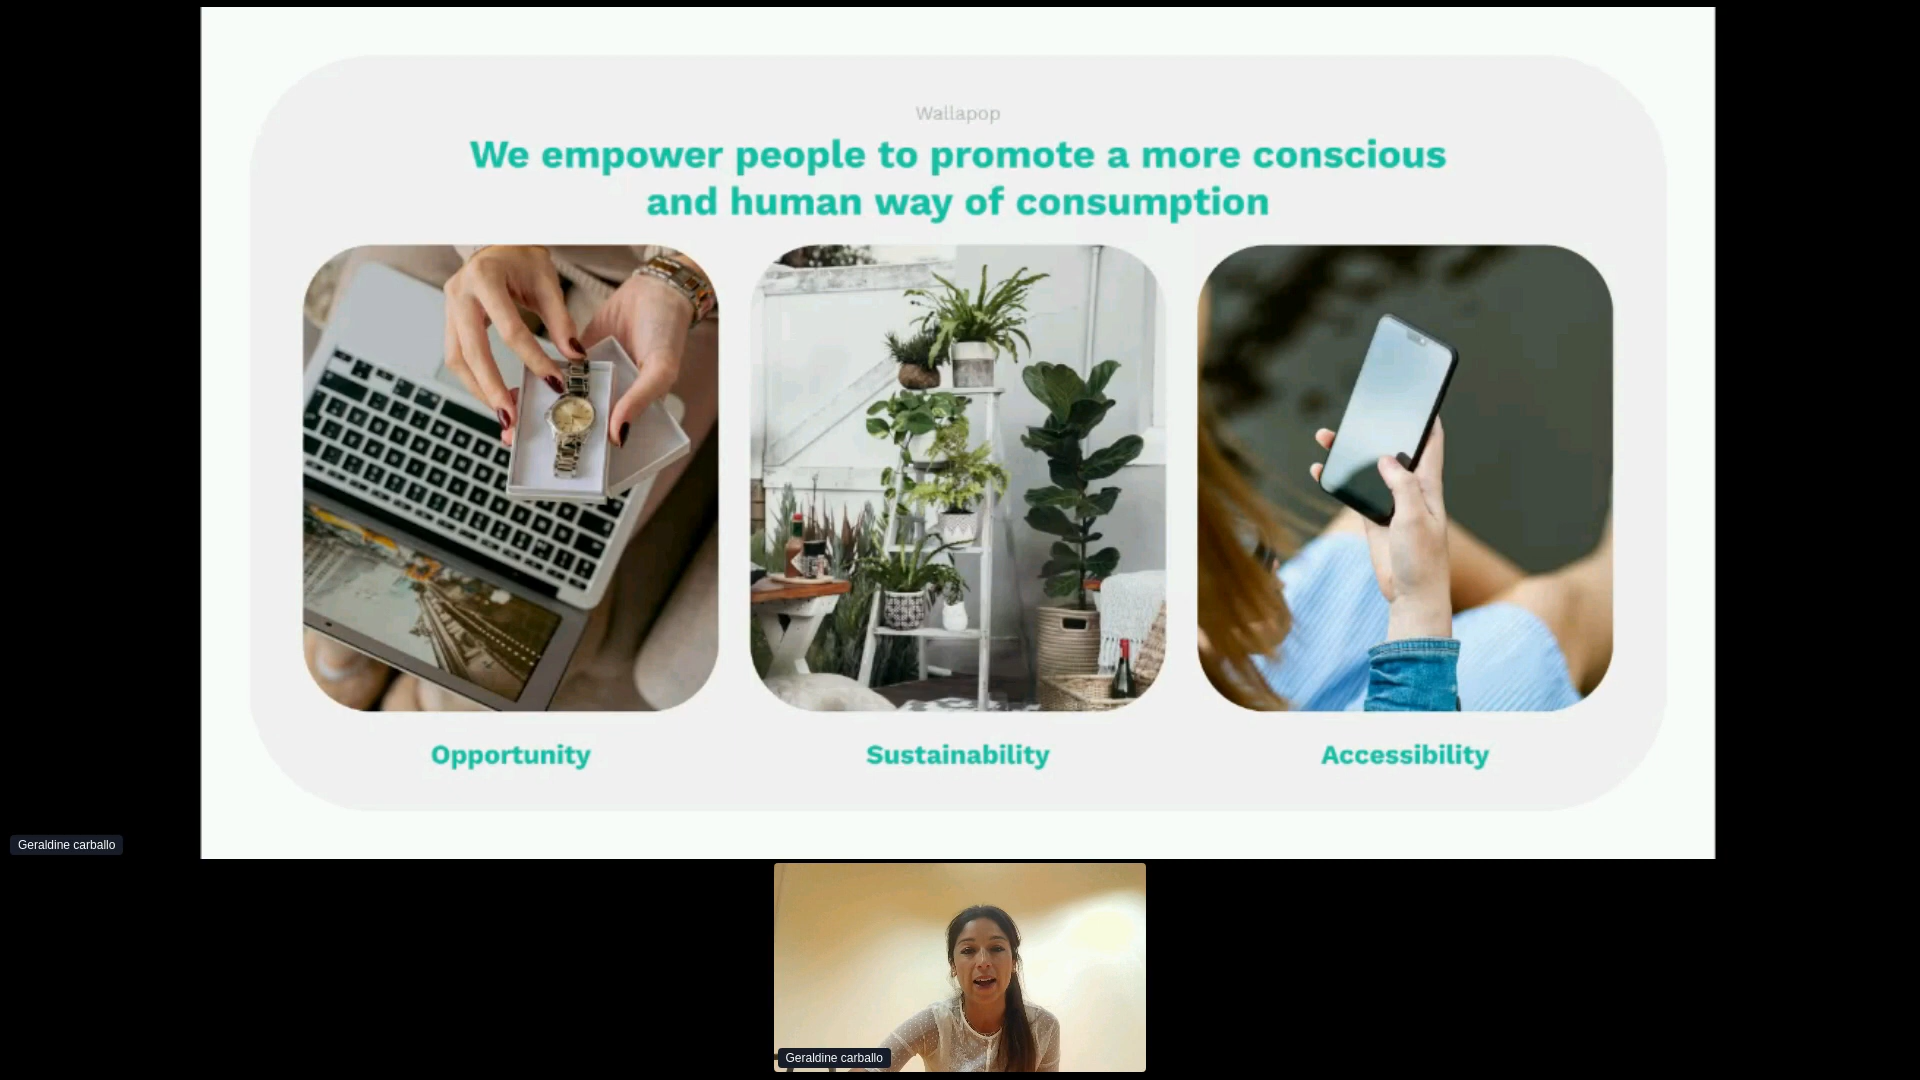 Wallapop
We empower people to promote a more conscious
and human way of consumption
Opportunity
Sustainability
Accessibility
Geraldine carballo
Geraldine carballo